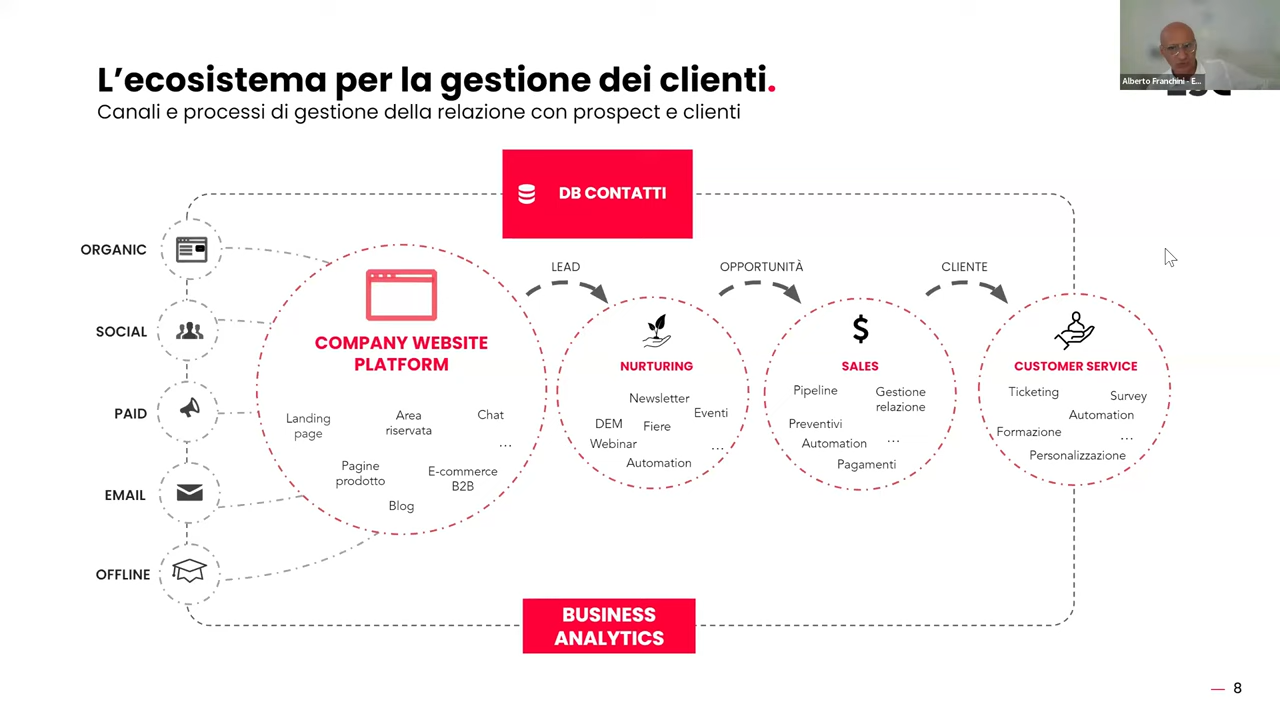 L'ecosistema per la gestione dei clienti.
Canali e processi di gestione della relazione con prospect e clienti
Alberto Franchini - E...
DB CONTATTI
ORGANIC
SOCIAL
PAID
EMAIL
OFFLINE
COMPANY WEBSITE
PLATFORM
Landing
page
Area
riservata
Chat
...
Pagine
prodotto
E-commerce
B2B
Blog
LEAD
NURTURING
Newsletter
DEM
Fiere
Eventi
Webinar
...
Automation
OPPORTUNITÀ
SALES
Pipeline
Gestione
relazione
Preventivi
Automation
...
Pagamenti
CLIENTE
CUSTOMER SERVICE
Ticketing
Survey
Automation
Formazione
...
Personalizzazione
BUSINESS
ANALYTICS
— 8